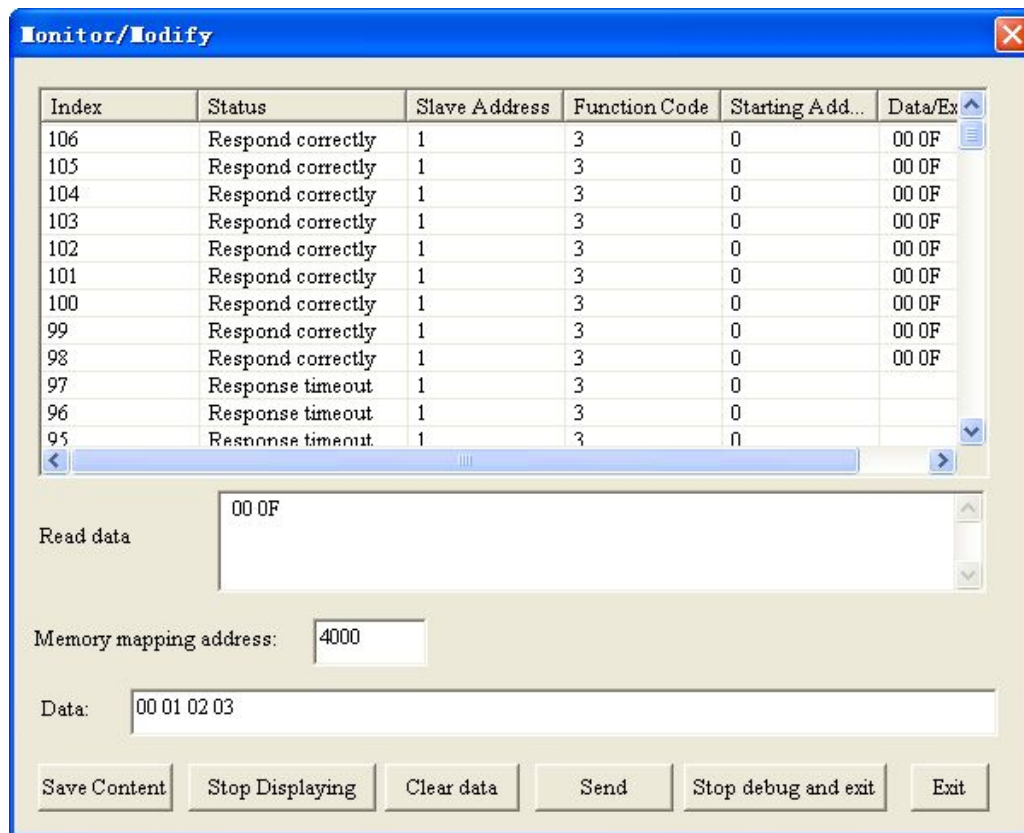 Monitor/Modify
Index Status Slave Address Function Code Starting Add... Data/Ex
106 Respond correctly 1 3 0 00 0F
105 Respond correctly 1 3 0 00 0F
104 Respond correctly 1 3 0 00 0F
103 Respond correctly 1 3 0 00 0F
102 Respond correctly 1 3 0 00 0F
101 Respond correctly 1 3 0 00 0F
100 Respond correctly 1 3 0 00 0F
99 Respond correctly 1 3 0 00 0F
98 Respond correctly 1 3 0 00 0F
97 Response timeout 1 3 0
96 Response timeout 1 3 0
95 Response timeout 1 3 0
00 0F
Read data
Memory mapping address: 4000
Data: 00 01 02 03
Save Content Stop Displaying Clear data Send Stop debug and exit Exit